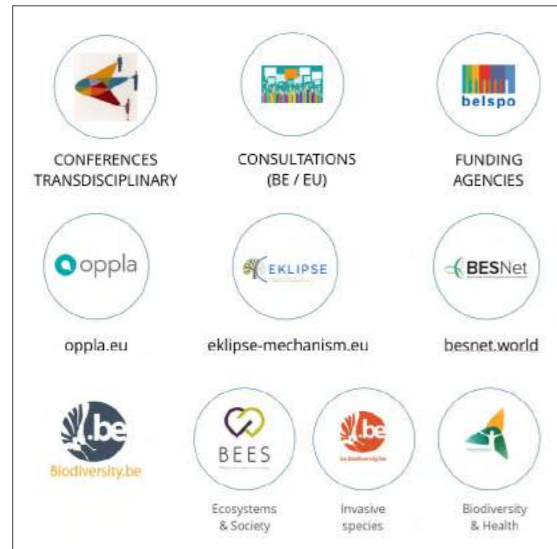 belspo
CONFERENCES
TRANSDISCIPLINARY
CONSULTATIONS
(BE / EU)
FUNDING
AGENCIES
oppla
EKLIPSE
BESNet
oppla.eu
eklipse-mechanism.eu
besnet.world
.be
Biodiversity.be
BEES
.be
Ecosystems
& Society
Invasive
species
Biodiversity
& Health